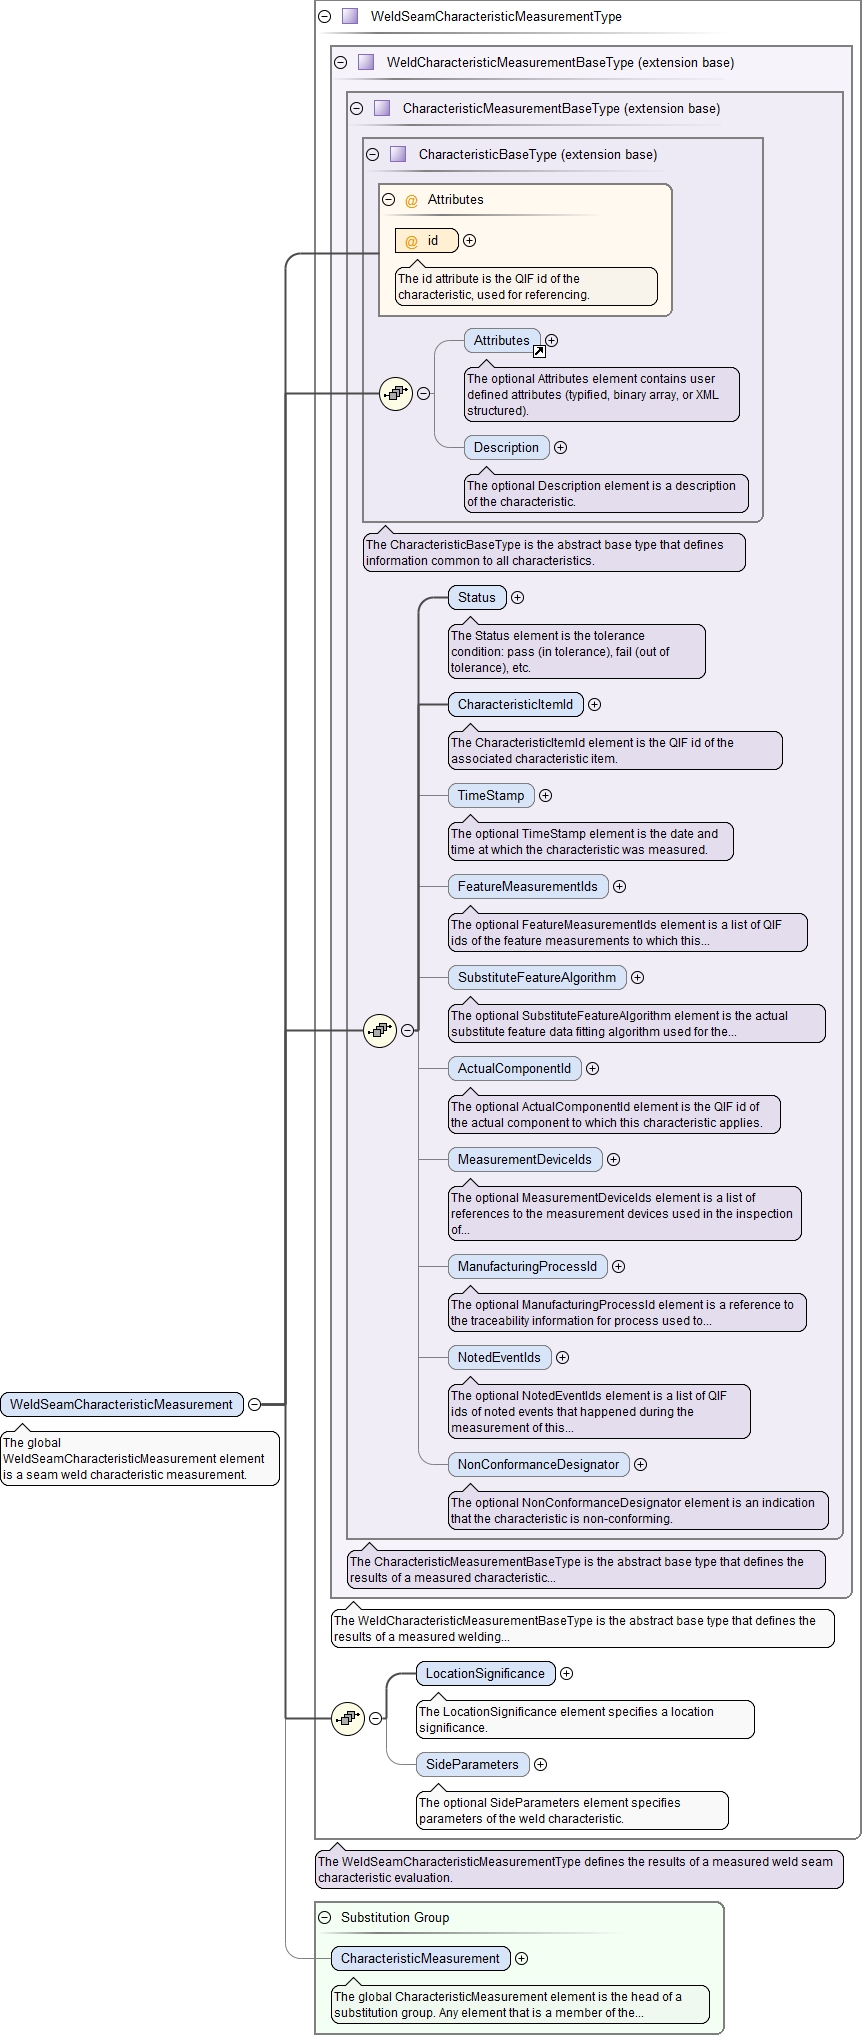 WeldSeamCharacteristicMeasurementType
WeldCharacteristicMeasurementBaseType (extension base)
CharacteristicMeasurementBaseType (extension base)
CharacteristicBaseType (extension base)
@ Attributes
@ id
The id attribute is the QIF id of the
characteristic, used for referencing.
Attributes
The optional Attributes element contains user
defined attributes (typified, binary array, or XML
structured).
Description
The optional Description element is a description
of the characteristic.
The CharacteristicBaseType is the abstract base type that defines
information common to all characteristics.
Status
The Status element is the tolerance
condition: pass (in tolerance), fail (out of
tolerance), etc.
CharacteristicItemId
The CharacteristicItemId element is the QIF id of the
associated characteristic item.
TimeStamp
The optional TimeStamp element is the date and
time at which the characteristic was measured.
FeatureMeasurementIds
The optional FeatureMeasurementIds element is a list of QIF
ids of the feature measurements to which this...
SubstituteFeatureAlgorithm
The optional SubstituteFeatureAlgorithm element is the actual
substitute feature data fitting algorithm used for the...
ActualComponentId
The optional ActualComponentId element is the QIF id of
the actual component to which this characteristic applies.
MeasurementDeviceIds
The optional MeasurementDeviceIds element is a list of
references to the measurement devices used in the inspection
of...
ManufacturingProcessId
The optional ManufacturingProcessId element is a reference to
the traceability information for process used to...
NotedEventIds
The optional NotedEventIds element is a list of QIF
ids of noted events that happened during the
measurement of this...
WeldSeamCharacteristicMeasurement
The global
WeldSeamCharacteristicMeasurement element
is a seam weld characteristic measurement.
NonConformanceDesignator
The optional NonConformanceDesignator element is an indication
that the characteristic is non-conforming.
The CharacteristicMeasurementBaseType is the abstract base type that defines the
results of a measured characteristic...
The WeldCharacteristicMeasurementBaseType is the abstract base type that defines the
results of a measured welding...
LocationSignificance
The LocationSignificance element specifies a location
significance.
SideParameters
The optional SideParameters element specifies
parameters of the weld characteristic.
The WeldSeamCharacteristicMeasurementType defines the results of a measured weld seam
characteristic evaluation.
Substitution Group
CharacteristicMeasurement
The global CharacteristicMeasurement element is the head of a
substitution group. Any element that is a member of the...